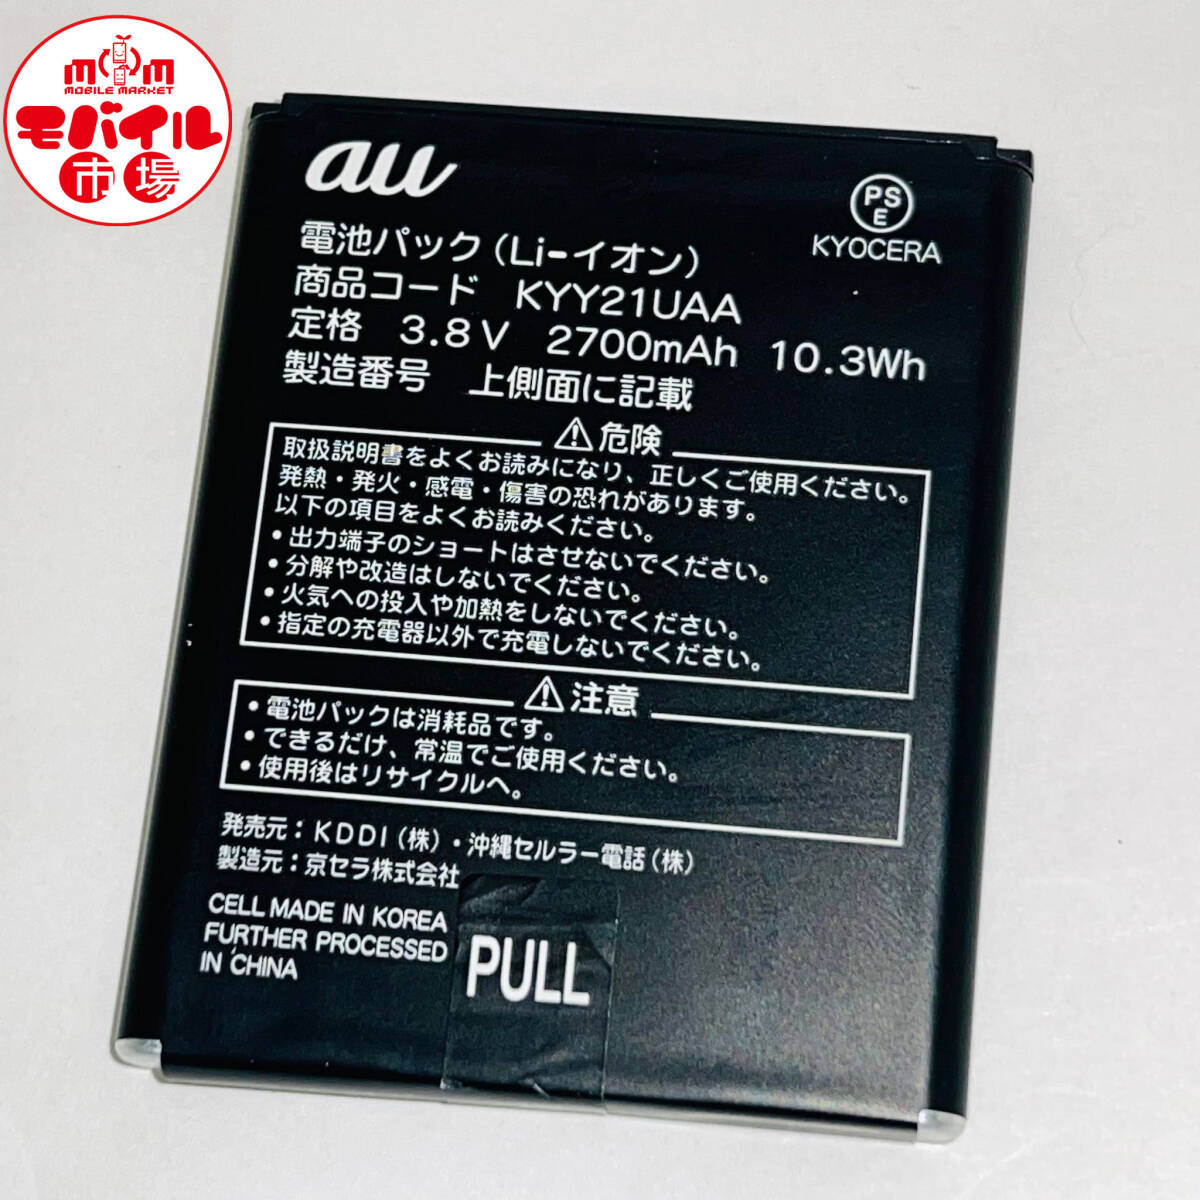 MM
MOBILE MARKET
モバイル
市場
au
PS
E
KYOCERA
電池パック(Li-イオン)
商品コード KYY21UAA
定格 3.8V 2700mAh 10.3Wh
製造番号 上側面に記載
⚠危険
取扱説明書をよくお読みになり、正しくご使用ください。
発熱・発火・感電・傷害の恐れがあります。
以下の項目をよくお読みください。
・出力端子のショートはさせないでください。
・分解や改造はしないでください。
・火気への投入や加熱をしないでください。
・指定の充電器以外で充電しないでください。
⚠注意
・電池パックは消耗品です。
・できるだけ、常温でご使用ください。
・使用後はリサイクルへ。
発売元:KDDI(株)・沖縄セルラー電話(株)
製造元:京セラ株式会社
CELL MADE IN KOREA
FURTHER PROCESSED
IN CHINA
PULL